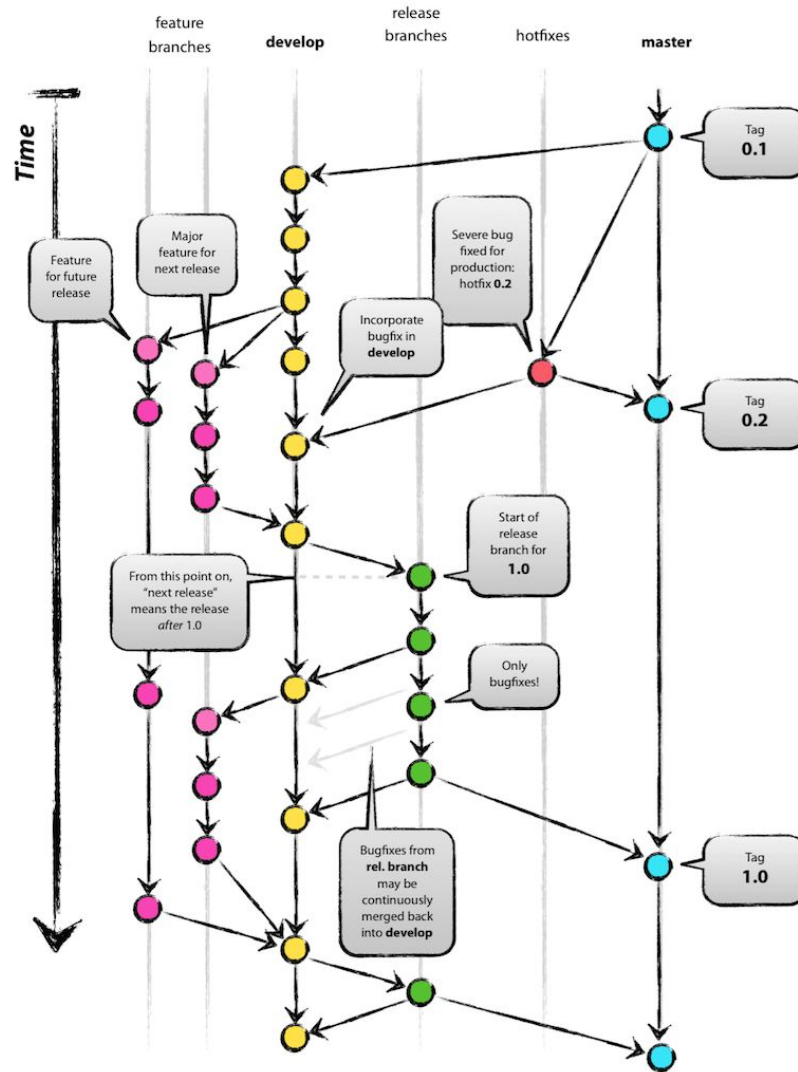 feature
branches
develop
release
branches
hotfixes
master
Time
Tag
0.1
Major
feature for
next release
Feature
for future
release
Severe bug
fixed for
production:
hotfix 0.2
Incorporate
bugfix in
develop
Tag
0.2
Start of
release
branch for
1.0
From this point on,
“next release”
means the release
after 1.0
Only
bugfixes!
Bugfixes from
rel. branch
may be
continuously
merged back
into develop
Tag
1.0